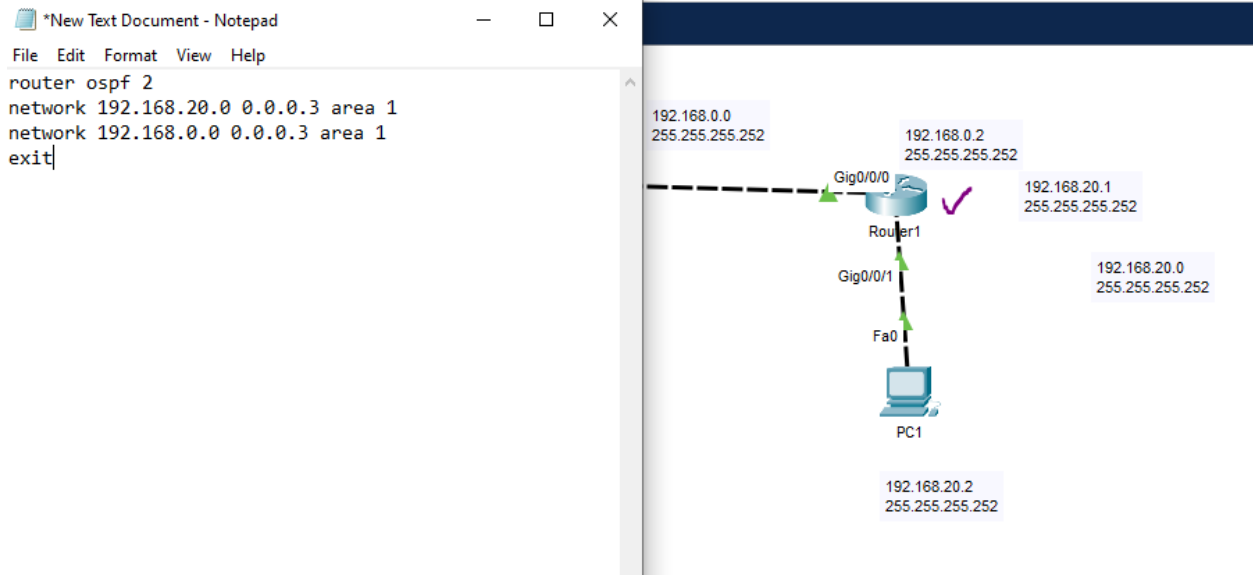 *New Text Document - Notepad
File Edit Format View Help
router ospf 2
network 192.168.20.0 0.0.0.3 area 1
network 192.168.0.0 0.0.0.3 area 1
exit
192.168.0.0
255.255.255.252
192.168.0.2
255.255.255.252
Gig0/0/0
192.168.20.1
255.255.255.252
Router1
192.168.20.0
255.255.255.252
Gig0/0/1
Fa0
PC1
192.168.20.2
255.255.255.252